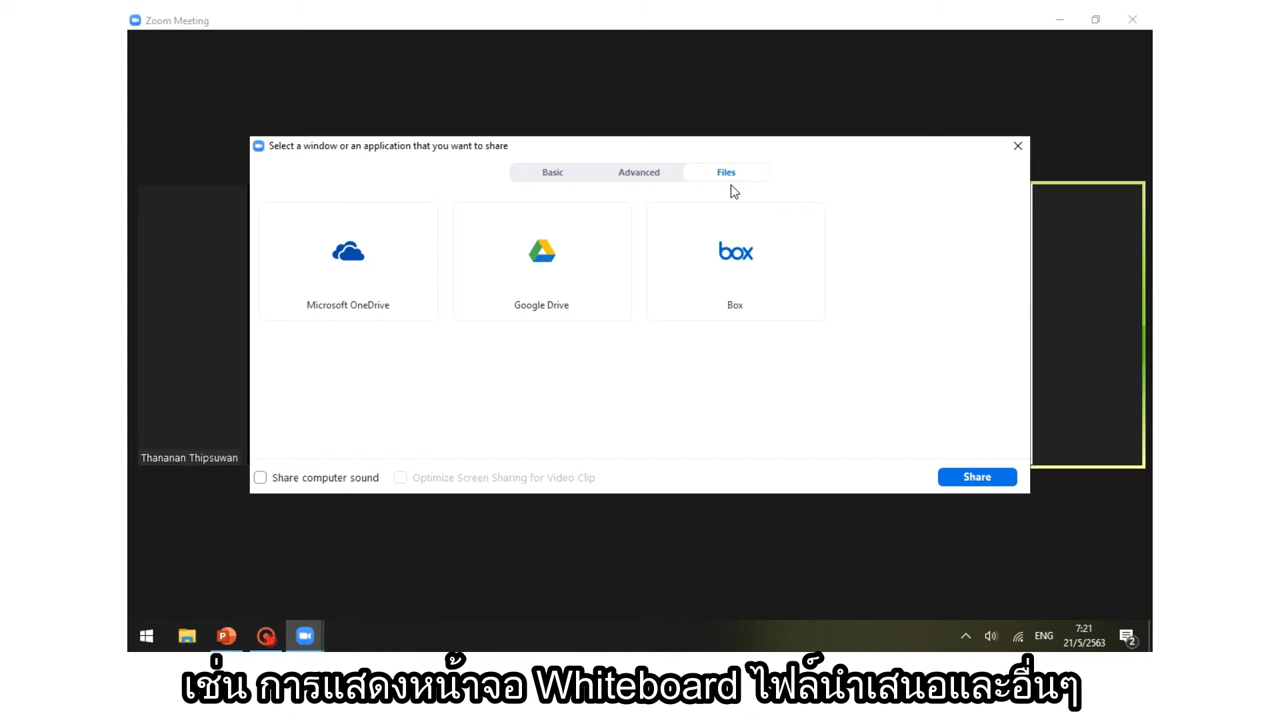 Zoom Meeting
Select a window or an application that you want to share
Basic Advanced Files
box
Microsoft OneDrive Google Drive Box
Thananan Thipsuwan
Share computer sound Optimize Screen Sharing for Video Clip Share
ENG 7:21
21/5/2563 2
เช่น การแสดงหน้าจอ Whiteboard ไฟล์นำเสนอและอื่นๆ